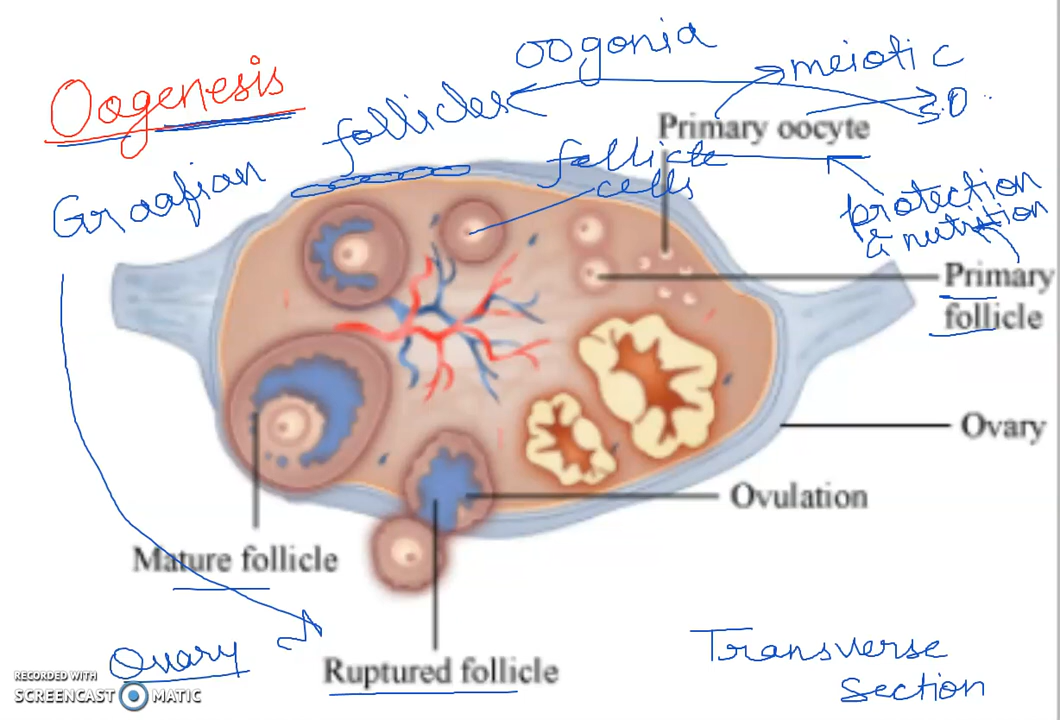 oogonia
Oogenesis
meiotic
follicles
S.O
Primary oocyte
Graafian
follicle
cells
protection
& nutrition
Primary
follicle
Ovary
Ovulation
Mature follicle
Ovary
Transverse
Section
Ruptured follicle
RECORDED WITH
SCREENCAST MATIC